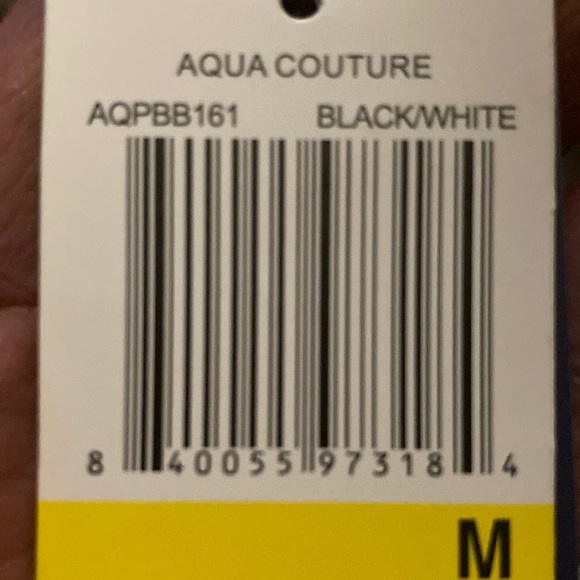 AQUA COUTURE
AQPBB161 BLACK/WHITE
8 40055 97318 4
M